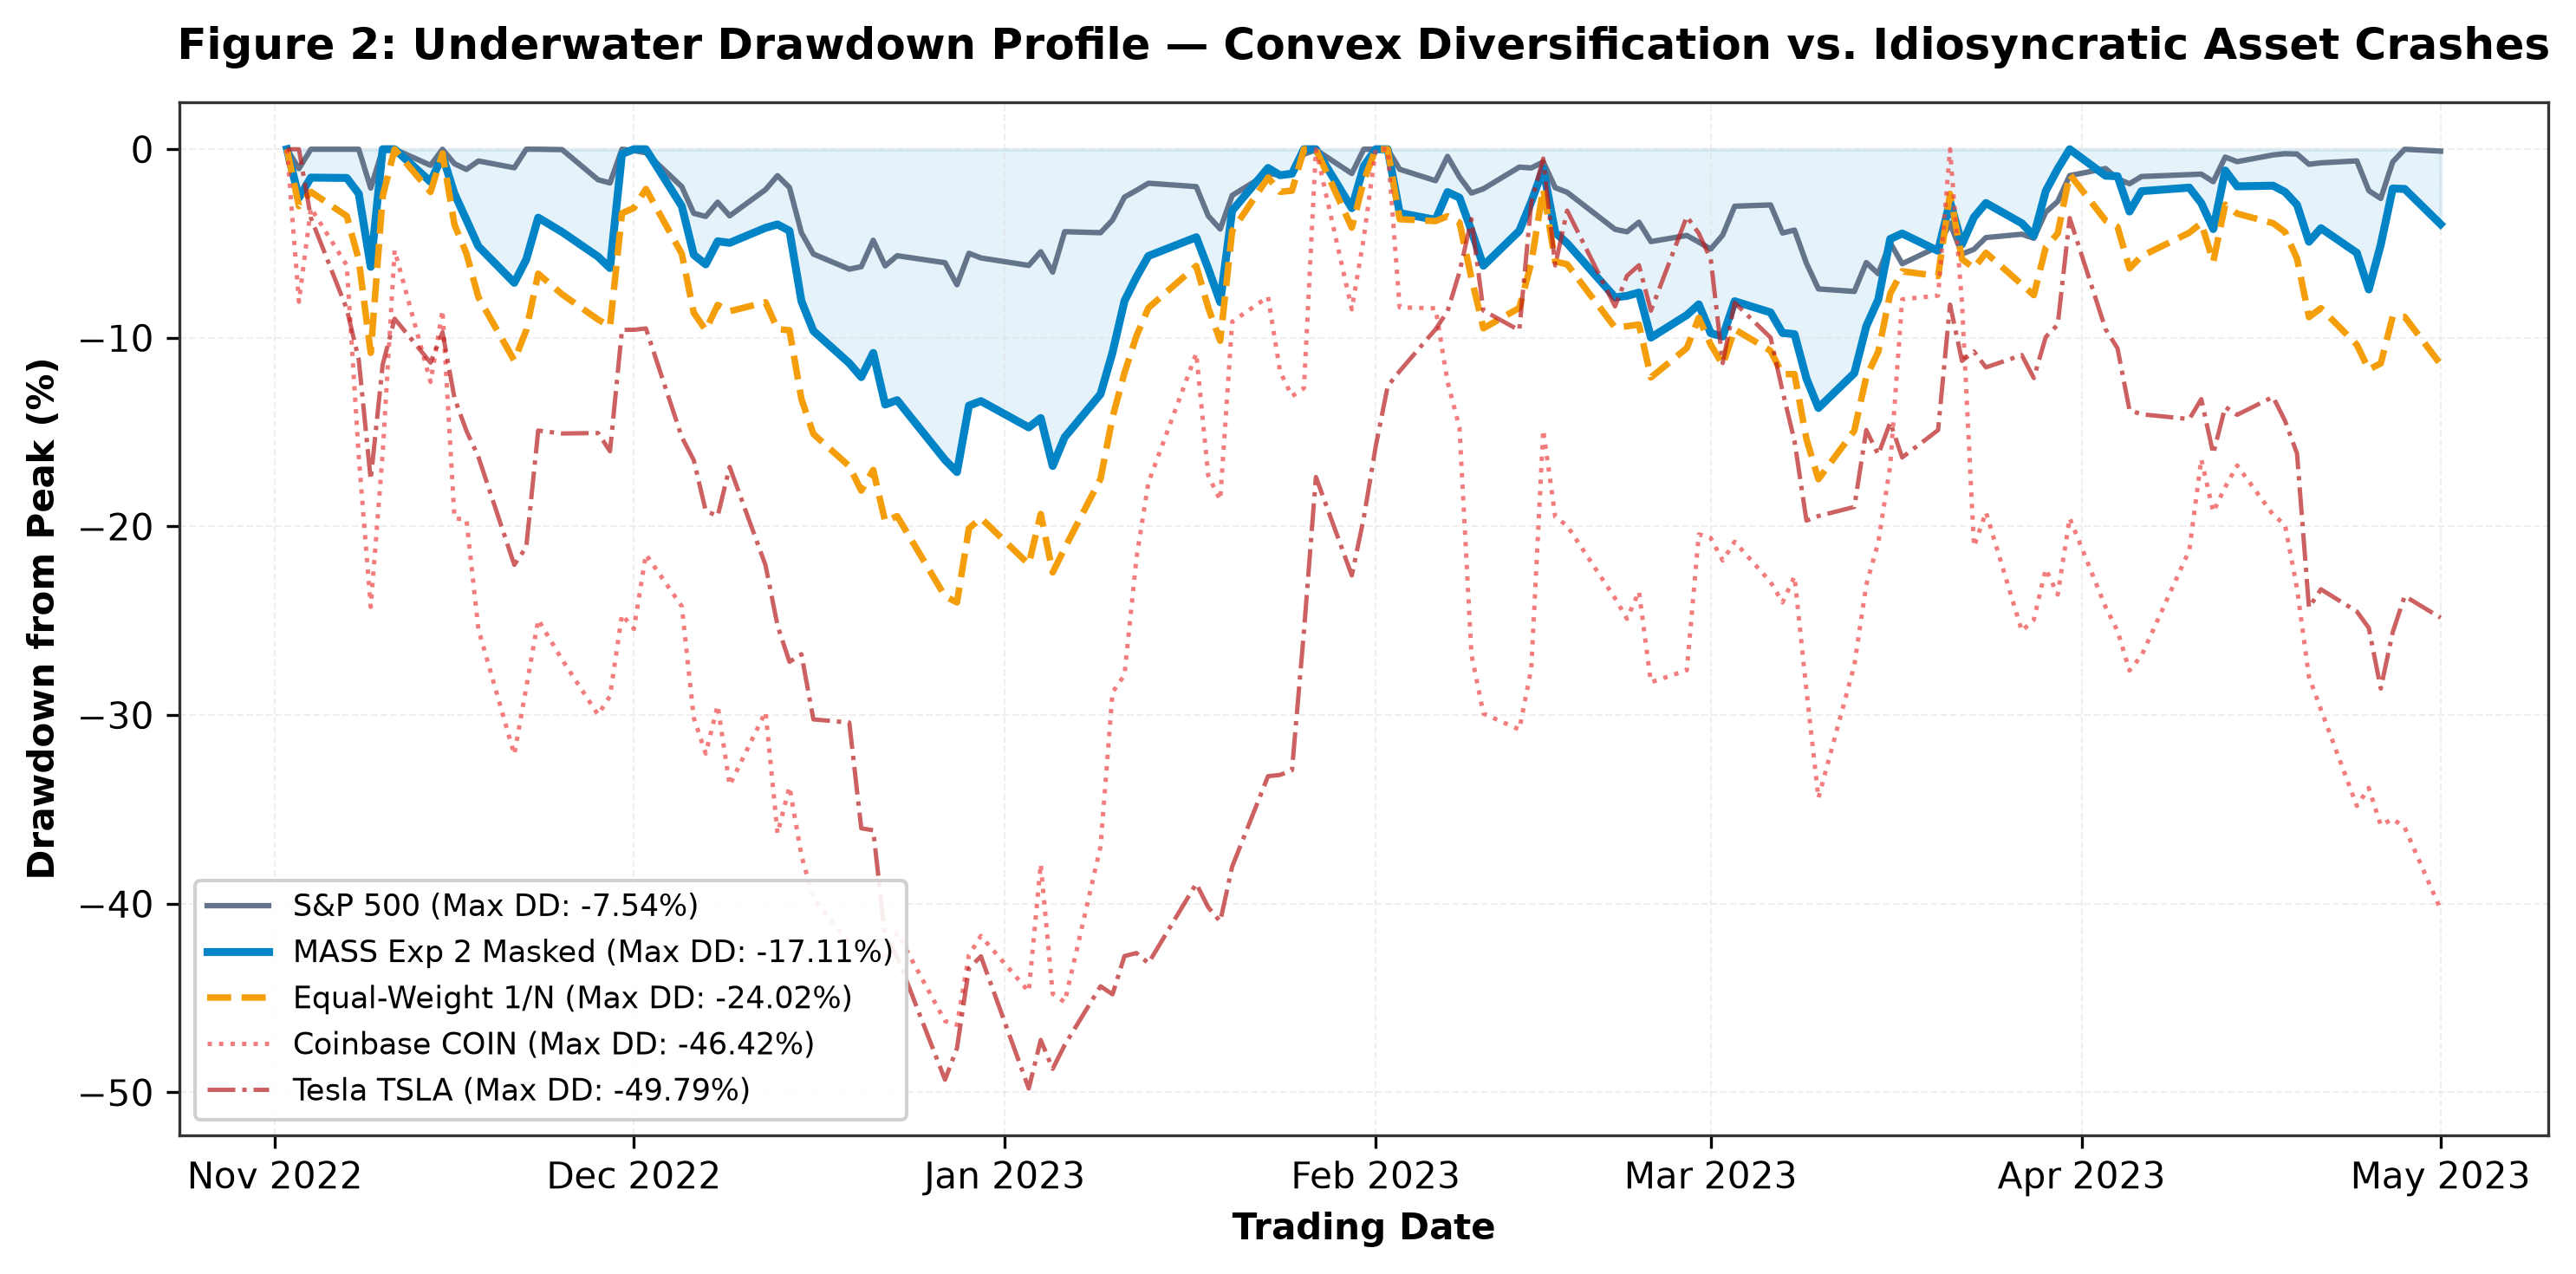 Figure 2: Underwater Drawdown Profile — Convex Diversification vs. Idiosyncratic Asset Crashes
Drawdown from Peak (%)
0
−10
−20
−30
−40
−50
S&P 500 (Max DD: -7.54%)
MASS Exp 2 Masked (Max DD: -17.11%)
Equal-Weight 1/N (Max DD: -24.02%)
Coinbase COIN (Max DD: -46.42%)
Tesla TSLA (Max DD: -49.79%)
Nov 2022 Dec 2022 Jan 2023 Feb 2023 Mar 2023 Apr 2023 May 2023
Trading Date